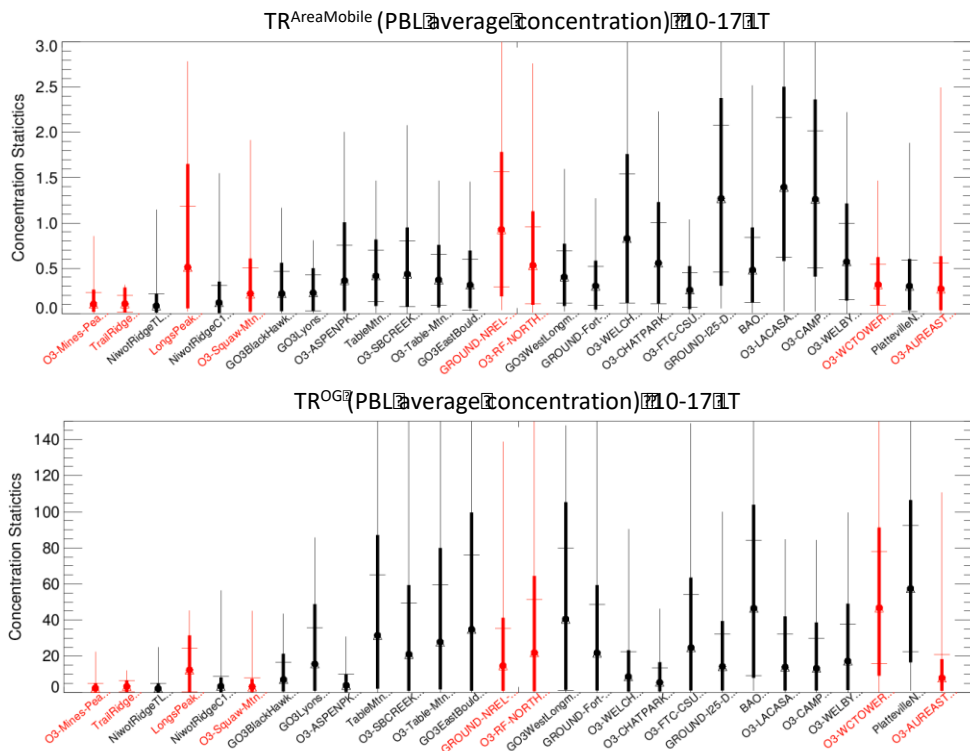 TRAreaMobile (PBL average concentration) 10-17 LT
Concentration Statictics
3.0
2.5
2.0
1.5
1.0
0.5
0.0
O3-Mines-Pea...
TrailRidge...
NiwotRidgeTL...
LongsPeak...
NiwotRidgeC1...
O3-Squaw-Mtn...
GO3BlackHawk...
GO3Lyons...
O3-ASPENPK...
TableMtn...
O3-SBCREEK...
O3-Table-Mtn...
GO3EastBould...
GROUND-NREL-...
O3-RF-NORTH...
GO3WestLongm...
GROUND-Fort-...
O3-WELCH...
O3-CHATPARK...
O3-FTC-CSU...
GROUND-I25-D...
BAO...
O3-LACASA...
O3-CAMP...
O3-WELBY...
O3-WCTOWER...
PlattevilleN...
O3-AUREAST...
TROG (PBL average concentration) 10-17 LT
Concentration Statictics
140
120
100
80
60
40
20
0
O3-Mines-Pea...
TrailRidge...
NiwotRidgeTL...
LongsPeak...
NiwotRidgeC1...
O3-Squaw-Mtn...
GO3BlackHawk...
GO3Lyons...
O3-ASPENPK...
TableMtn...
O3-SBCREEK...
O3-Table-Mtn...
GO3EastBould...
GROUND-NREL-...
O3-RF-NORTH...
GO3WestLongm...
GROUND-Fort-...
O3-WELCH...
O3-CHATPARK...
O3-FTC-CSU...
GROUND-I25-D...
BAO...
O3-LACASA...
O3-CAMP...
O3-WELBY...
O3-WCTOWER...
PlattevilleN...
O3-AUREAST...